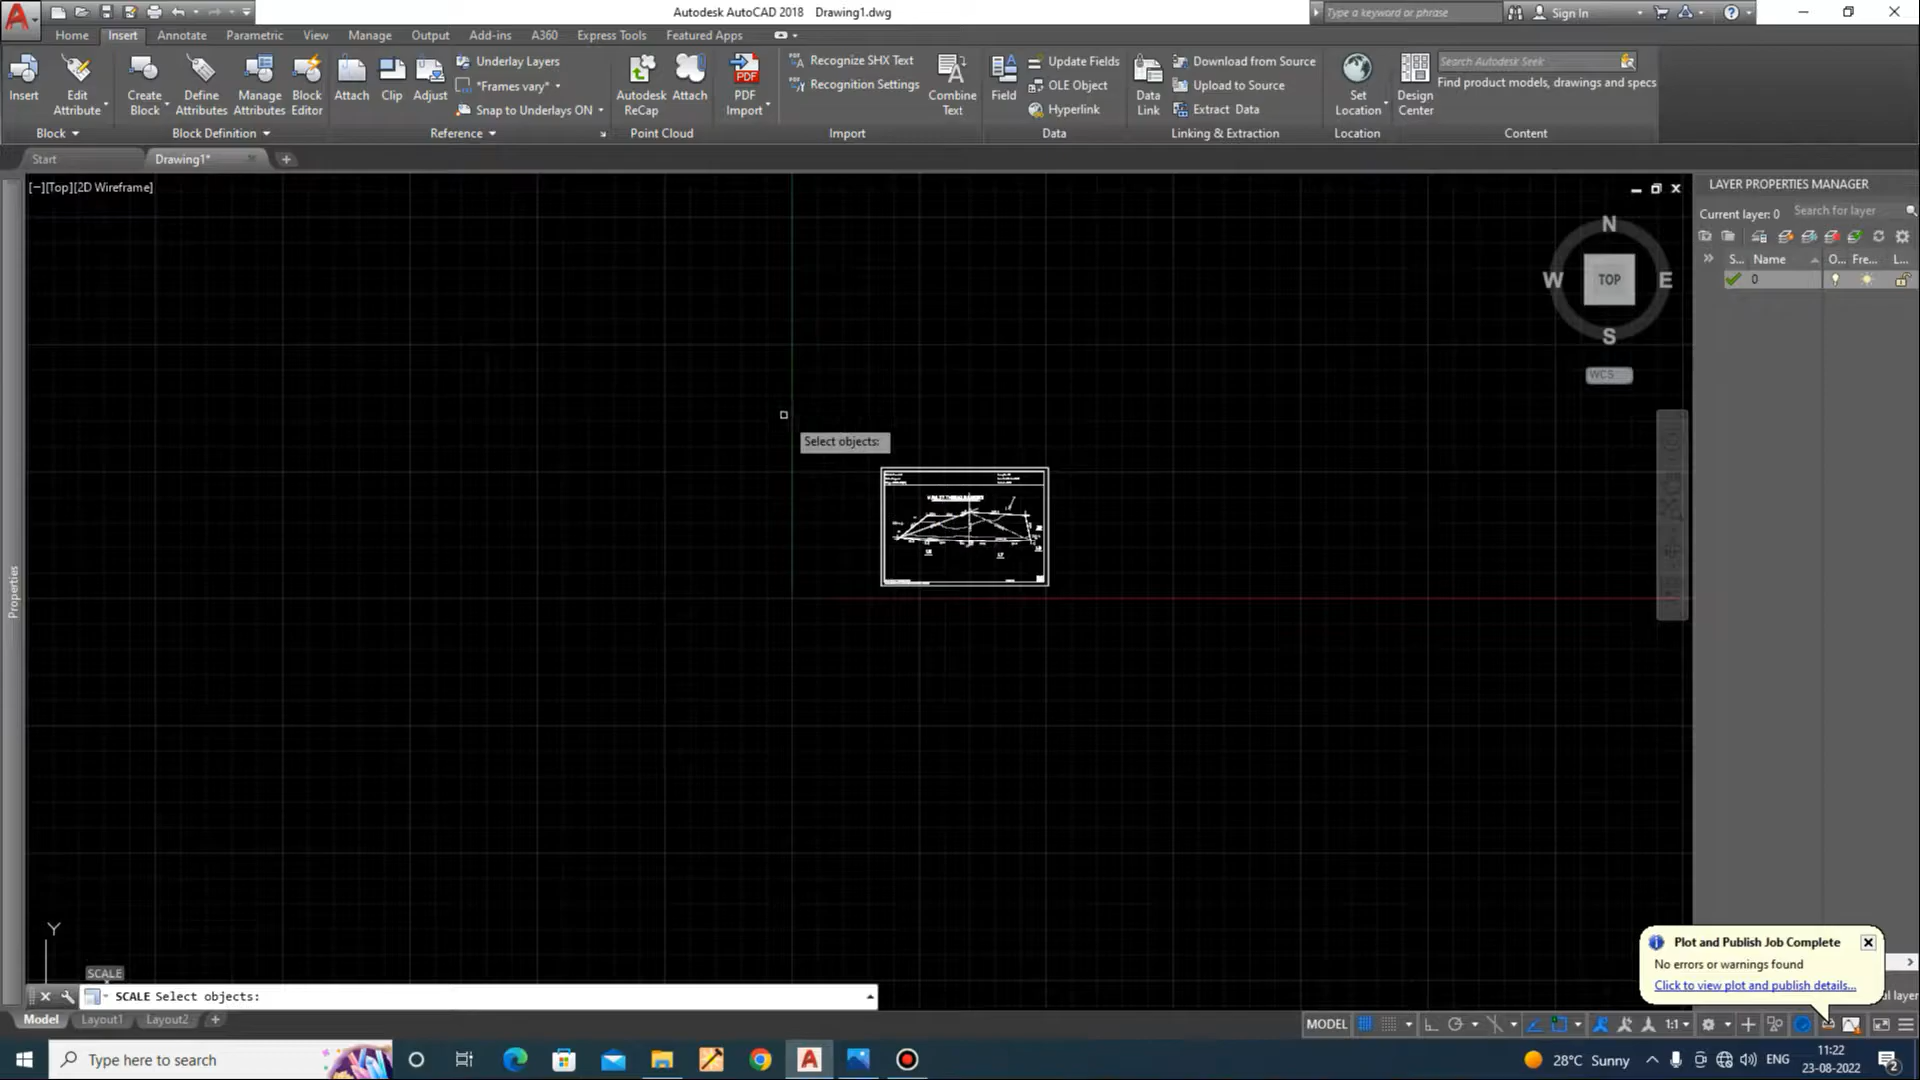 Autodesk AutoCAD 2018 Drawing1.dwg
Type a keyword or phrase
Sign In
Home Insert Annotate Parametric View Manage Output Add-ins A360 Express Tools Featured Apps
Insert
Edit Attribute
Create Block
Define Attributes
Manage Attributes
Block Editor
Attach
Clip
Adjust
Underlay Layers
*Frames vary*
Snap to Underlays ON
Autodesk ReCap
Attach
PDF Import
PDF
Recognize SHX Text
Recognition Settings
Combine Text
Field
Update Fields
OLE Object
Hyperlink
Data Link
Download from Source
Upload to Source
Extract Data
Set Location
Design Center
Search Autodesk Seek
Find product models, drawings and specs
Block
Block Definition
Reference
Point Cloud
Import
Data
Linking & Extraction
Location
Content
Start
Drawing1*
[−][Top][2D Wireframe]
LAYER PROPERTIES MANAGER
Current layer: 0
Search for layer
S... Name O... Fre... L...
0
N
W
TOP
E
S
WCS
Select objects:
Properties
Y
SCALE
SCALE Select objects:
Plot and Publish Job Complete
No errors or warnings found
Click to view plot and publish details...
Model Layout1 Layout2
MODEL
1:1
Type here to search
28°C Sunny
ENG
11:22
23-08-2022
2